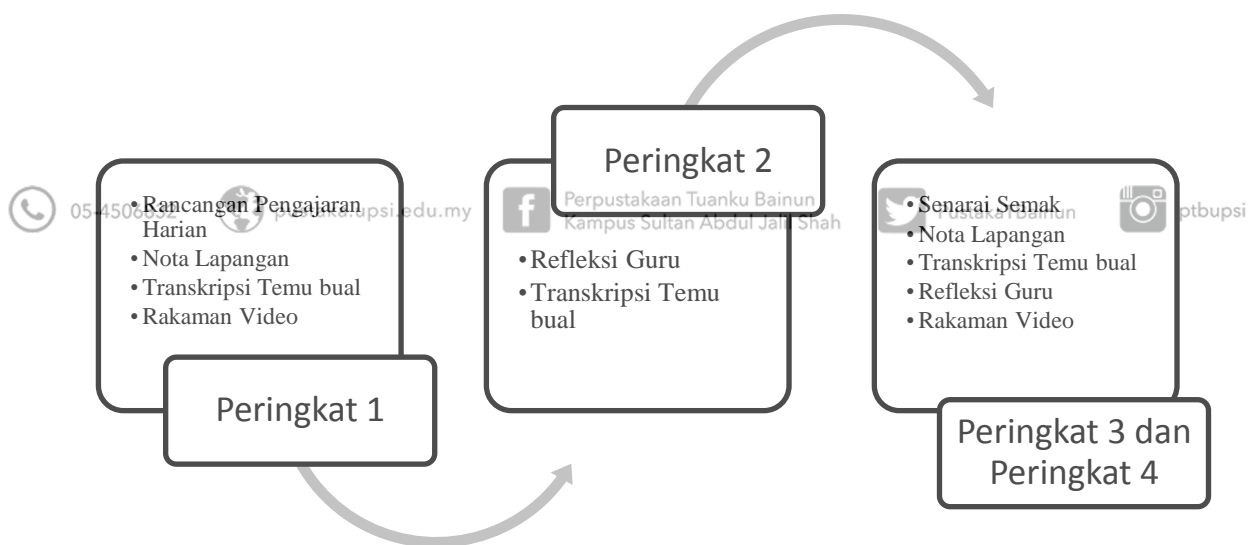 • Rancangan Pengajaran
Harian
• Nota Lapangan
• Transkripsi Temu bual
• Rakaman Video
Peringkat 1
Peringkat 2
• Refleksi Guru
• Transkripsi Temu
bual
• Senarai Semak
• Nota Lapangan
• Transkripsi Temu bual
• Refleksi Guru
• Rakaman Video
Peringkat 3 dan
Peringkat 4
pustaka.upsi.edu.my
Perpustakaan Tuanku Bainun
Kampus Sultan Abdul Jalil Shah
PustakaTBainun
ptbupsi